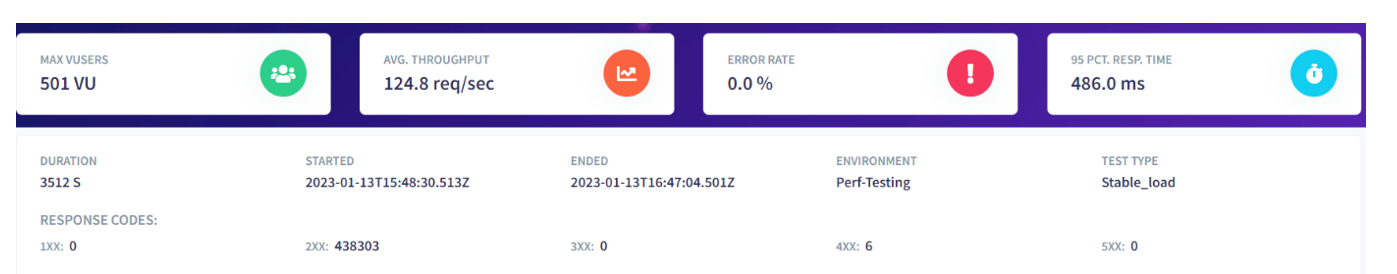 MAX VUSERS
501 VU
AVG. THROUGHPUT
124.8 req/sec
ERROR RATE
0.0 %
95 PCT. RESP. TIME
486.0 ms
DURATION
3512 S
STARTED
2023-01-13T15:48:30.513Z
ENDED
2023-01-13T16:47:04.501Z
ENVIRONMENT
Perf-Testing
TEST TYPE
Stable_load
RESPONSE CODES:
1XX: 0
2XX: 438303
3XX: 0
4XX: 6
5XX: 0